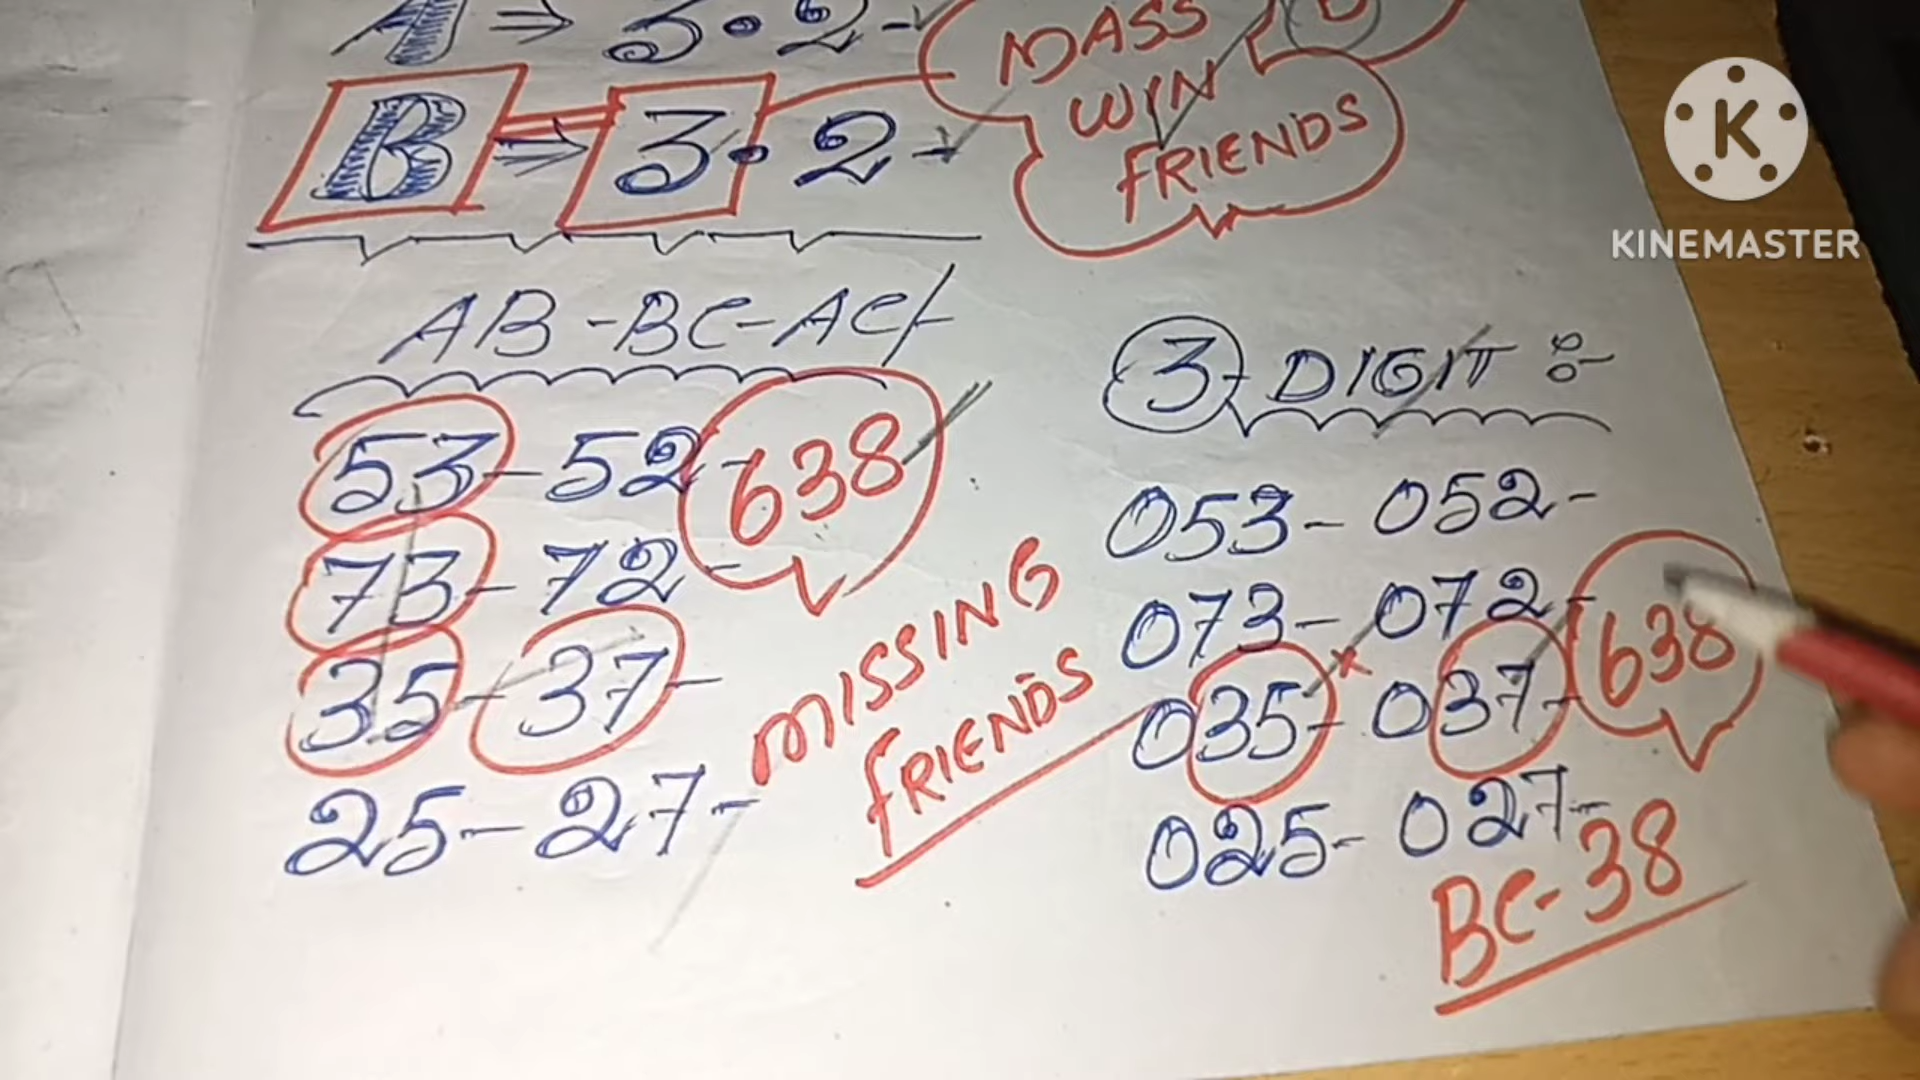 A ⇒ 3·2-
MASS
WIN
FRIENDS
B ⇒ 3·2-
K
KINEMASTER
AB-BC-AC/-
53-52-
73-72-
35-37-
25-27-
638
MISSING
FRIENDS
3-DIGIT:-
053-052-
073-072-
035-037-
025-027-
×
638
BC-38